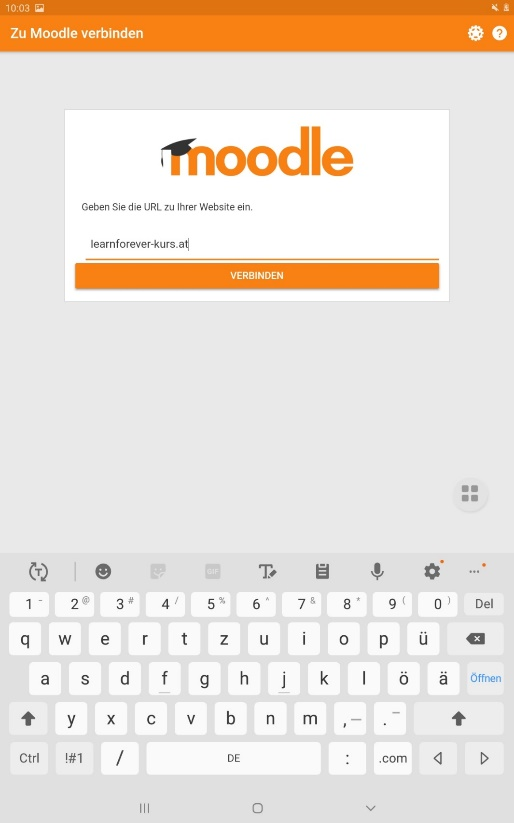 10:03
Zu Moodle verbinden
?
moodle
Geben Sie die URL zu Ihrer Website ein.
learnforever-kurs.at
VERBINDEN
T GIF T ...
1 - 2 @ 3 # 4 / 5 % 6 ^ 7 & 8 * 9 ( 0 ) Del
q w e r t z u i o p ü
a s d f g h j k l ö ä Öffnen
y x c v b n m , — . –
Ctrl !#1 / DE : .com